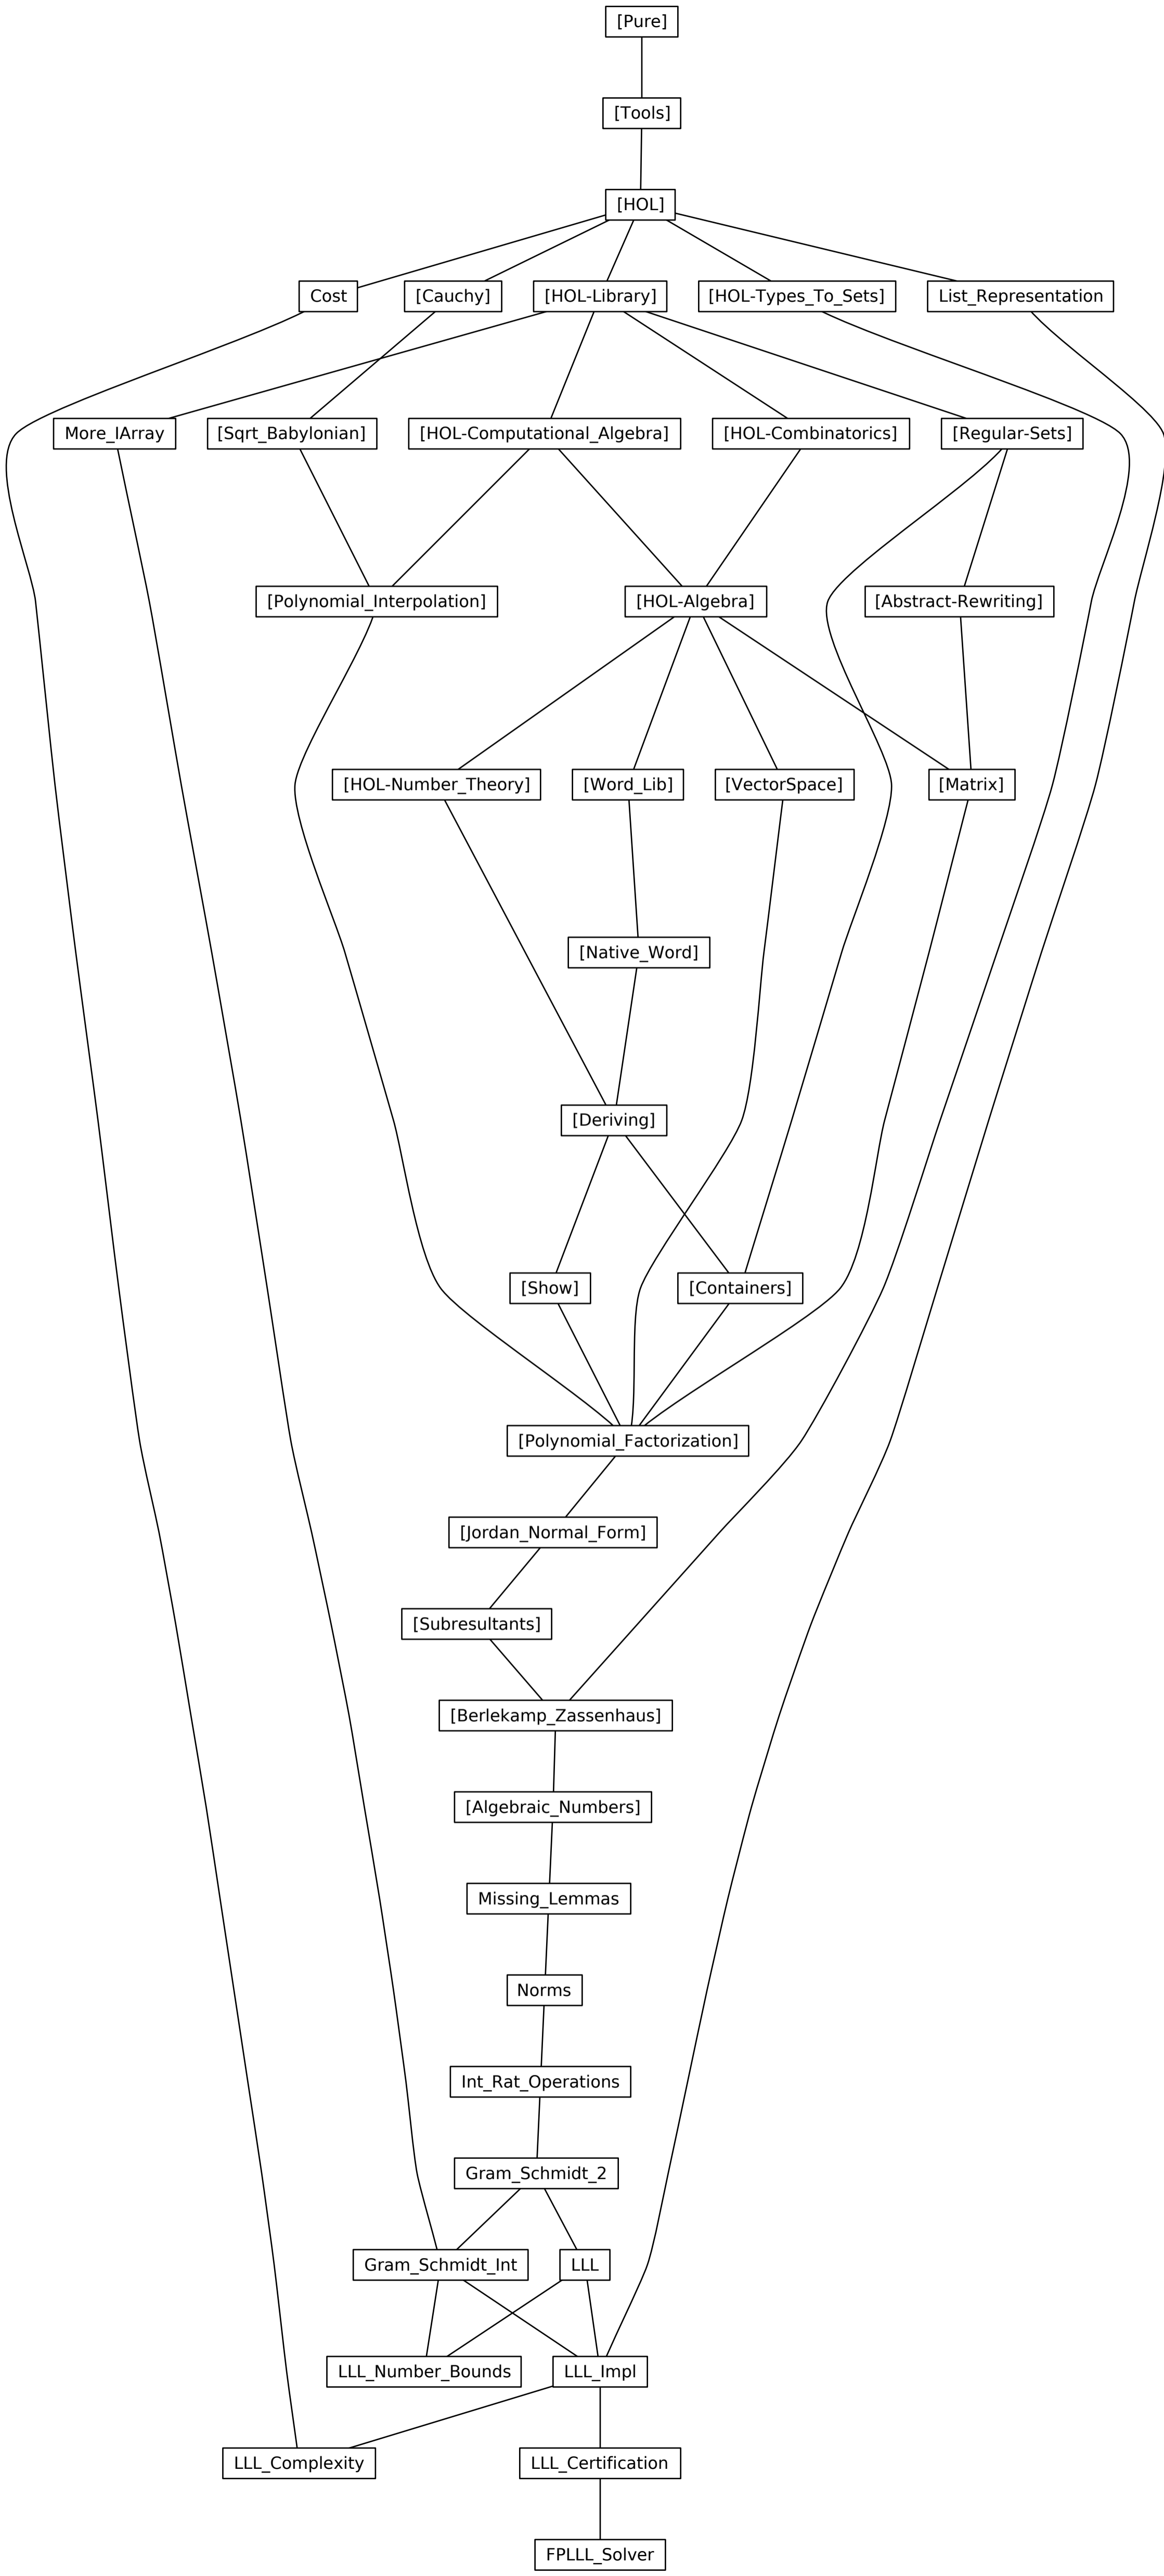 [Pure]
[Tools]
[HOL]
Cost
[Cauchy]
[HOL-Library]
[HOL-Types_To_Sets]
List_Representation
More_IArray
[Sqrt_Babylonian]
[HOL-Computational_Algebra]
[HOL-Combinatorics]
[Regular-Sets]
[Polynomial_Interpolation]
[HOL-Algebra]
[Abstract-Rewriting]
[HOL-Number_Theory]
[Word_Lib]
[VectorSpace]
[Matrix]
[Native_Word]
[Deriving]
[Show]
[Containers]
[Polynomial_Factorization]
[Jordan_Normal_Form]
[Subresultants]
[Berlekamp_Zassenhaus]
[Algebraic_Numbers]
Missing_Lemmas
Norms
Int_Rat_Operations
Gram_Schmidt_2
Gram_Schmidt_Int
LLL
LLL_Number_Bounds
LLL_Impl
LLL_Complexity
LLL_Certification
FPLLL_Solver